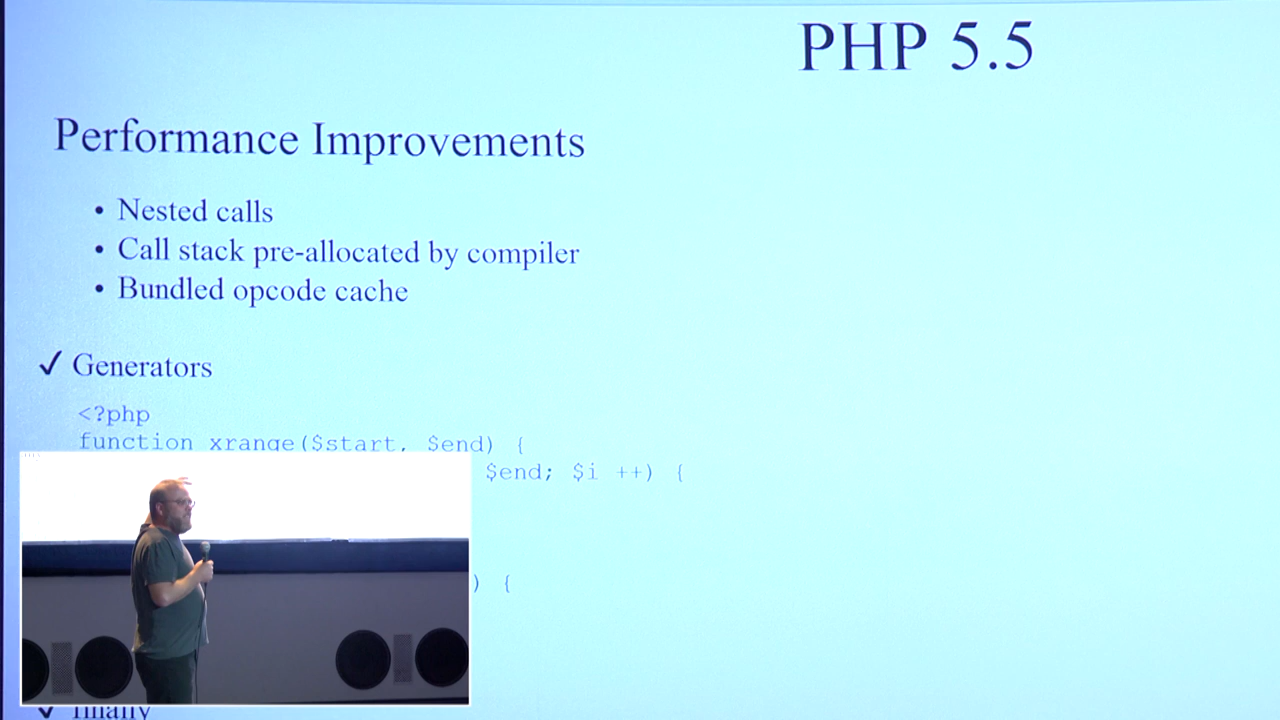 PHP 5.5
Performance Improvements
• Nested calls
• Call stack pre-allocated by compiler
• Bundled opcode cache
✓ Generators
<?php
function xrange($start, $end) {
$end; $i ++) {
) {
✓ finally